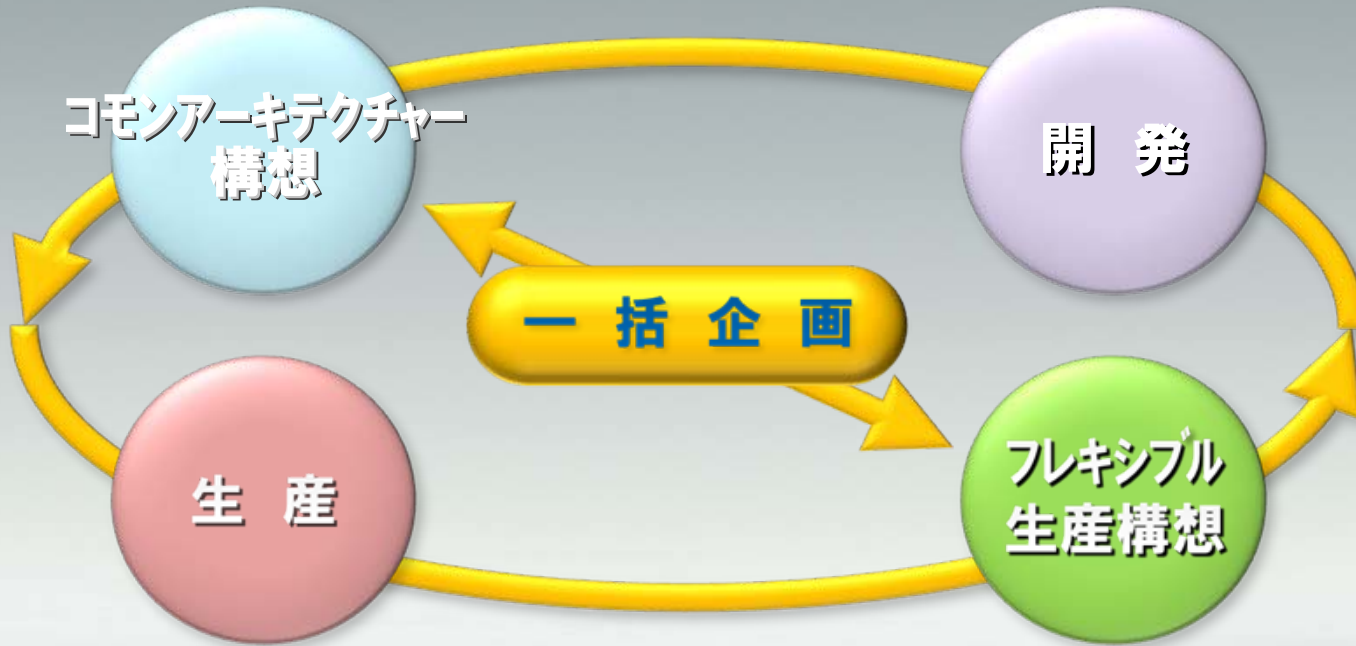 コモンアーキテクチャー
構想
開 発
一 括 企 画
生 産
フレキシブル
生産構想